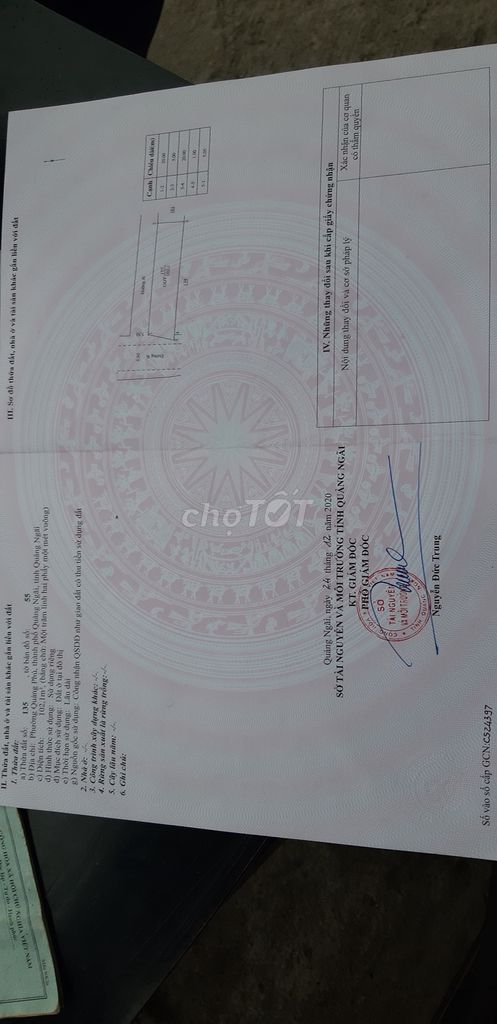 II. Thửa đất, nhà ở và tài sản khác gắn liền với đất
1. Thửa đất:
a) Thửa đất số: 135 , tờ bản đồ số: 55
b) Địa chỉ: Phường Quảng Phú, thành phố Quảng Ngãi, tỉnh Quảng Ngãi
c) Diện tích: 102,1m², (bằng chữ: Một trăm linh hai phẩy một mét vuông)
d) Hình thức sử dụng: Sử dụng riêng
đ) Mục đích sử dụng: Đất ở tại đô thị
e) Thời hạn sử dụng: Lâu dài
g) Nguồn gốc sử dụng: Công nhận QSDĐ như giao đất có thu tiền sử dụng đất
2. Nhà ở: -/-
3. Công trình xây dựng khác: -/-
4. Rừng sản xuất là rừng trồng: -/-
5. Cây lâu năm: -/-
6. Ghi chú:
III. Sơ đồ thửa đất, nhà ở và tài sản khác gắn liền với đất
Đường đi
Cạnh Chiều dài(m)
1-2 20.00
2-3 5.00
3-4 20.00
4-5 1.00
5-1
Quảng Ngãi, ngày 24 tháng 12 năm 2020
SỞ TÀI NGUYÊN VÀ MÔI TRƯỜNG TỈNH QUẢNG NGÃI
KT. GIÁM ĐỐC
PHÓ GIÁM ĐỐC
SỞ
TÀI NGUYÊN
VÀ MÔI TRƯỜNG
Nguyễn Đức Trung
IV. Những thay đổi sau khi cấp giấy chứng nhận
Nội dung thay đổi và cơ sở pháp lý
Xác nhận của cơ quan
có thẩm quyền
Số vào sổ cấp GCN: CS24397
chợTỐT